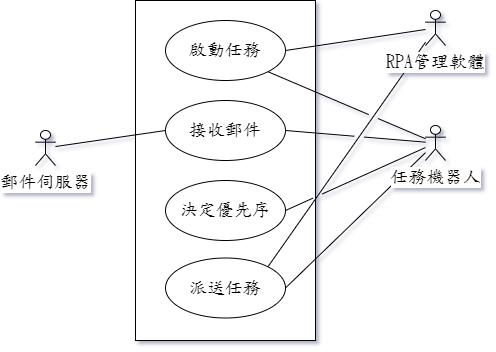 啟動任務
RPA管理軟體
接收郵件
郵件伺服器
任務機器人
決定優先序
派送任務